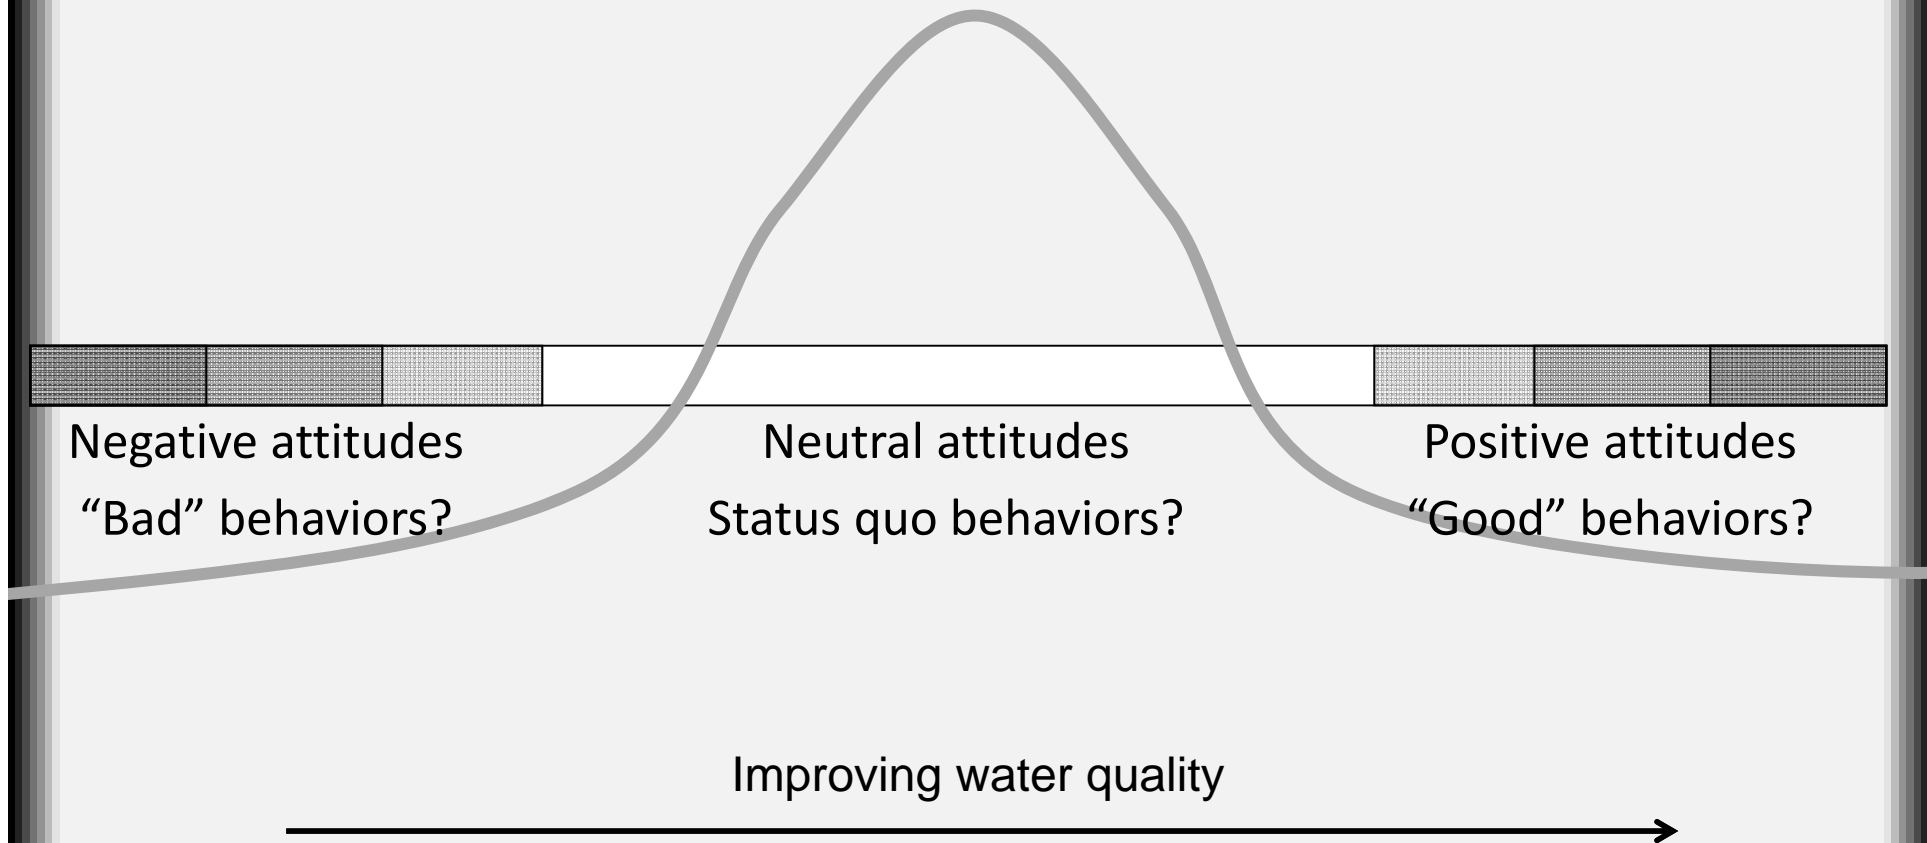 Negative attitudes
Neutral attitudes
Positive attitudes
“Bad” behaviors?
Status quo behaviors?
“Good” behaviors?
Improving water quality